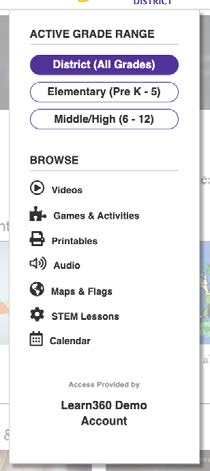 DISTRICT
ACTIVE GRADE RANGE
District (All Grades)
Elementary (Pre K - 5)
Middle/High (6 - 12)
BROWSE
Videos
Games & Activities
Printables
Audio
Maps & Flags
STEM Lessons
Calendar
Access Provided by
Learn360 Demo
Account